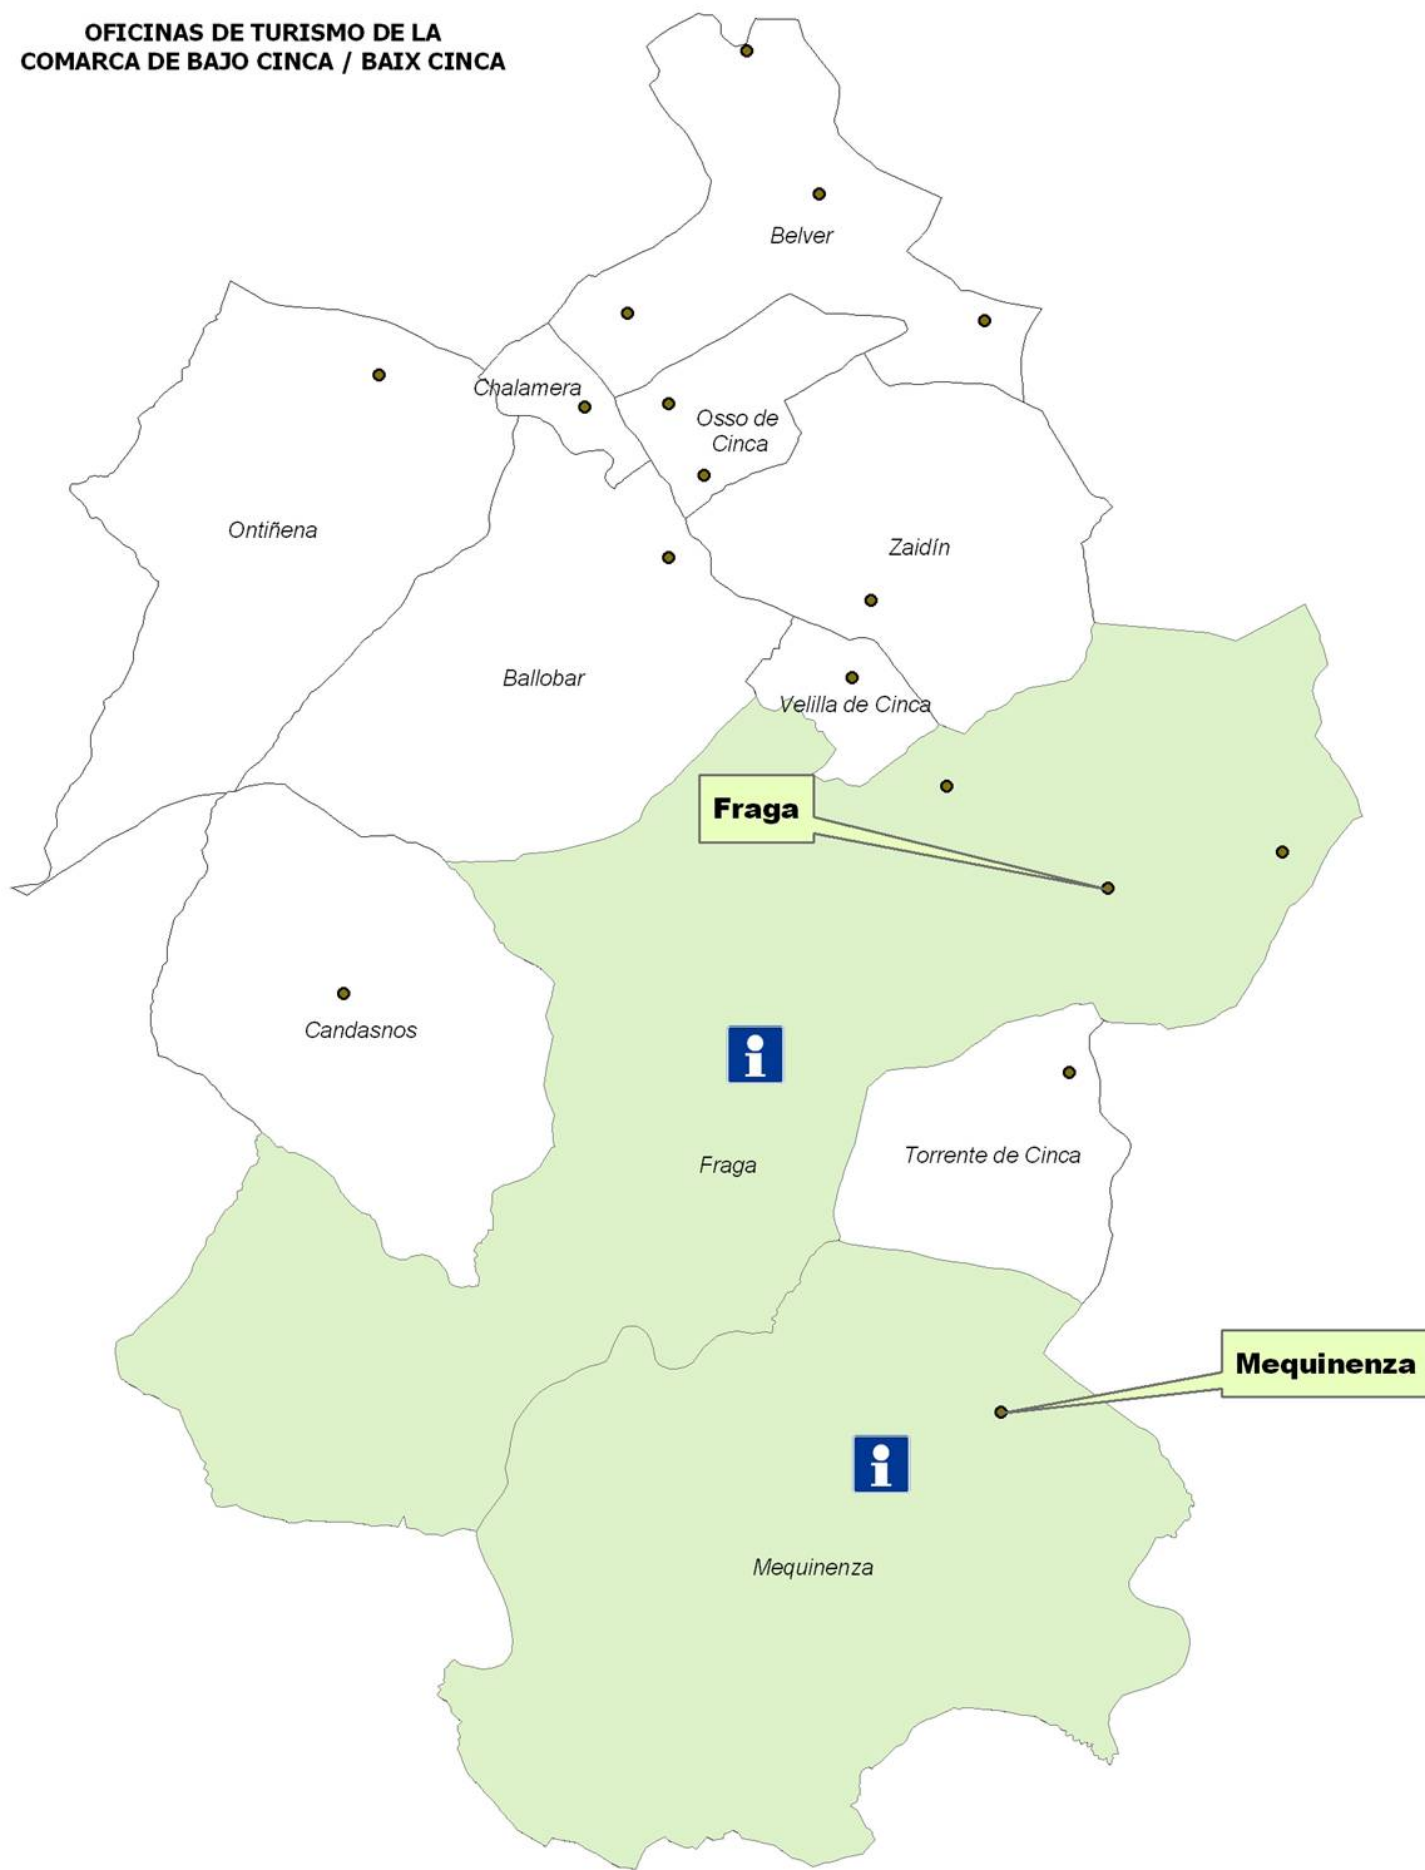 OFICINAS DE TURISMO DE LA
COMARCA DE BAJO CINCA / BAIX CINCA
Belver
Chalamera
Osso de
Cinca
Ontiñena
Zaidín
Ballobar
Velilla de Cinca
Fraga
Candasnos
i
Torrente de Cinca
Fraga
Mequinenza
i
Mequinenza